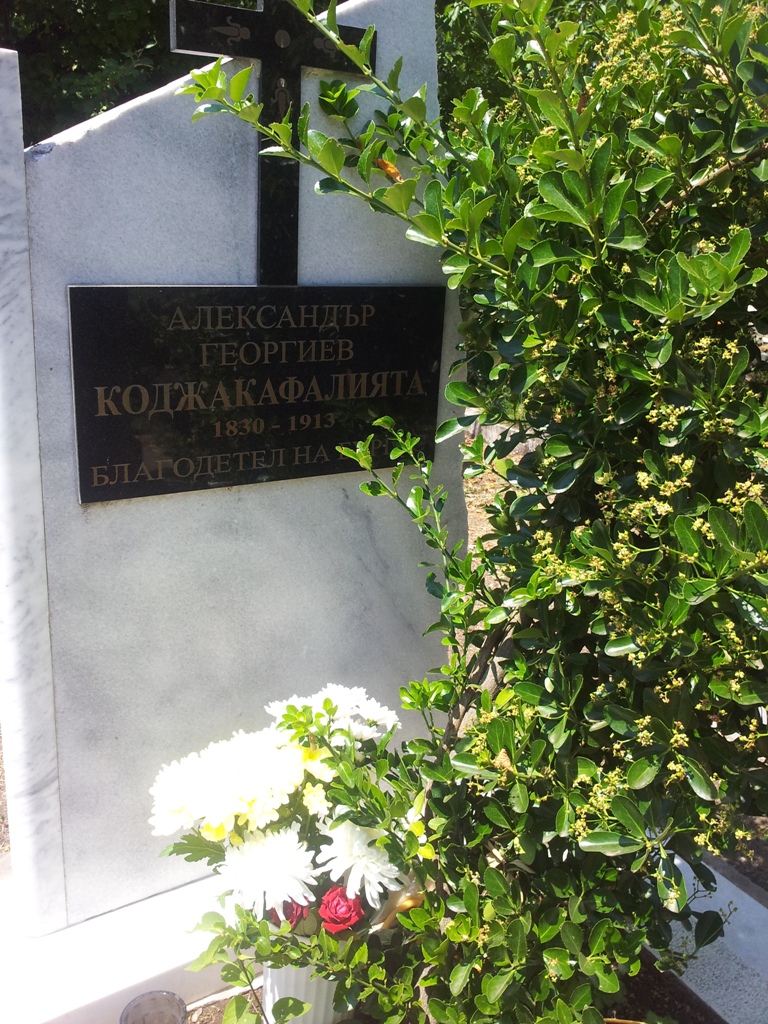 АЛЕКСАНДЪР
ГЕОРГИЕВ
КОДЖАКАФАЛИЯТА
1830 - 1913
БЛАГОДЕТЕЛ НА